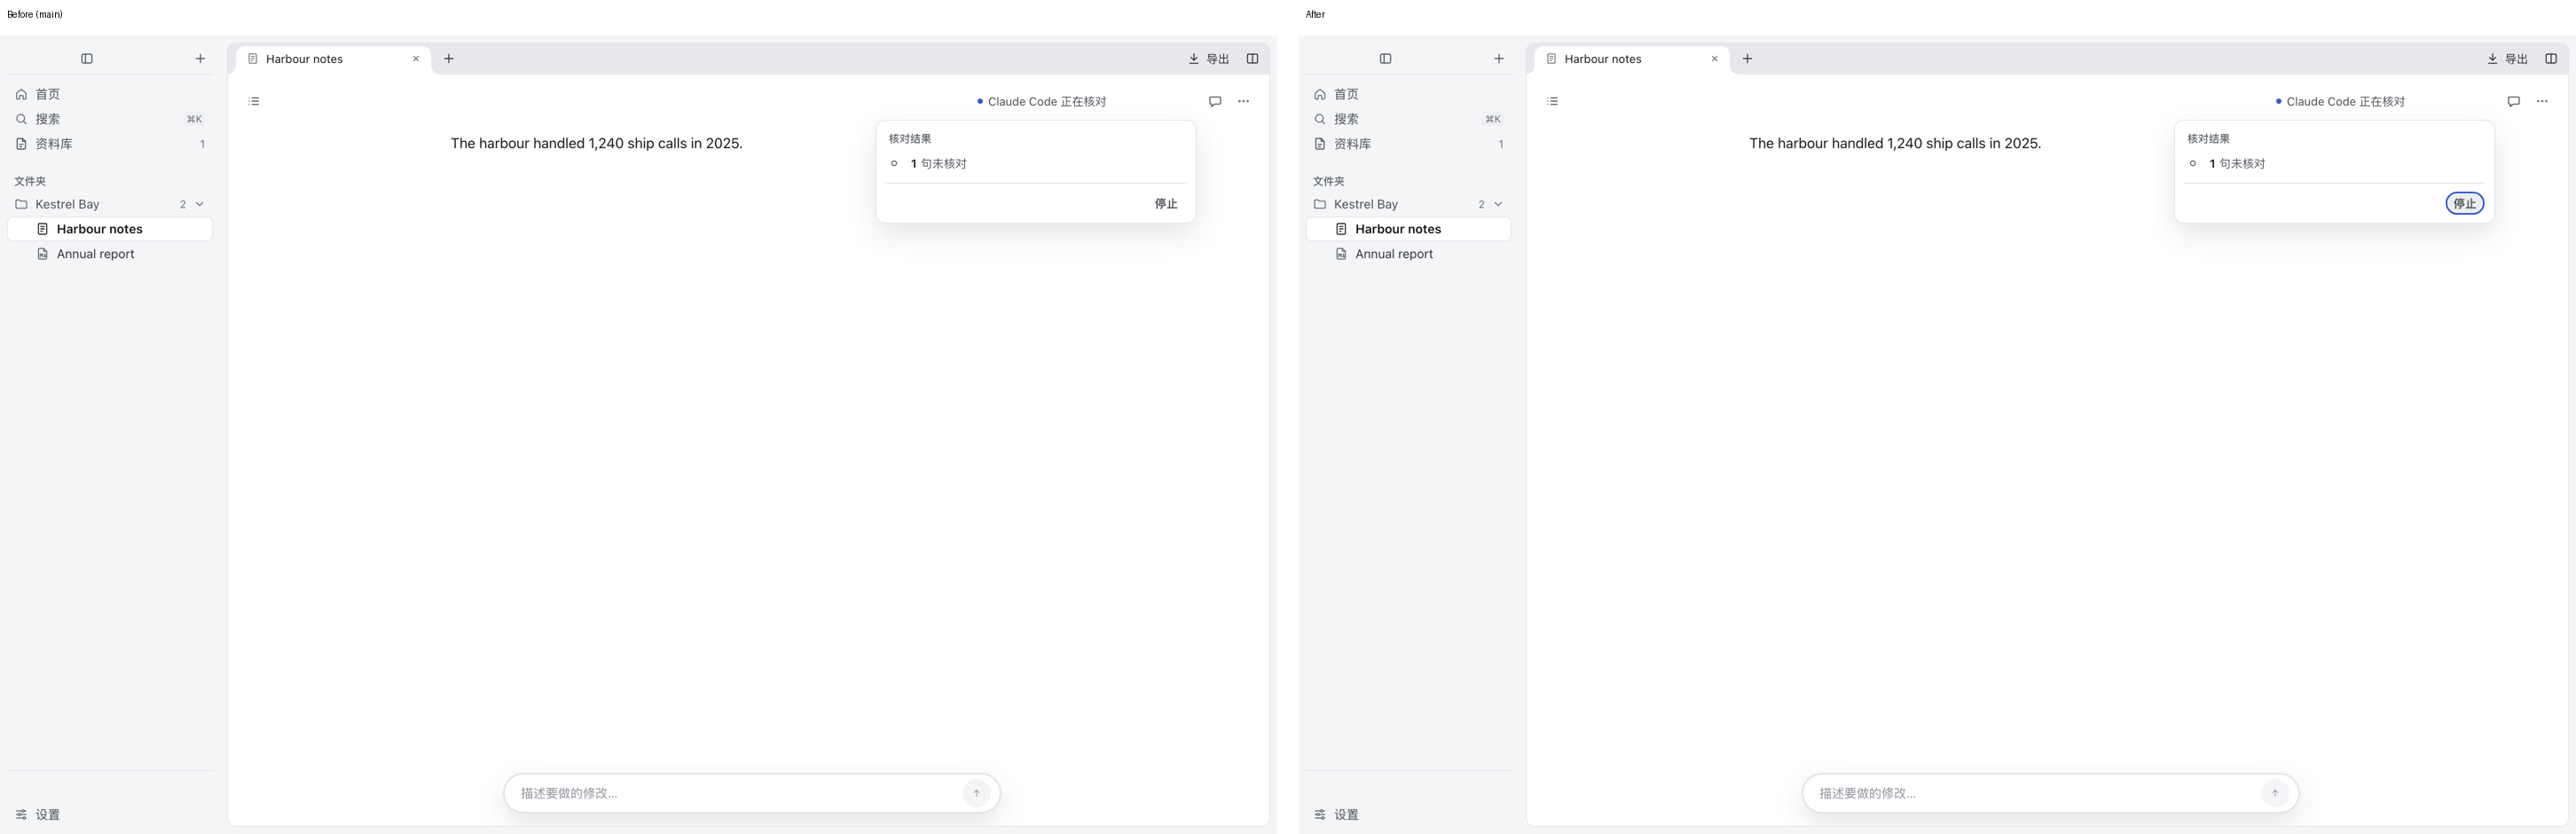 Before (main)
Harbour notes
导出
首页
搜索 ⌘K
资料库 1
文件夹
Kestrel Bay 2
Harbour notes
Annual report
设置
Claude Code 正在核对
The harbour handled 1,240 ship calls in 2025.
核对结果
1 句未核对
停止
描述要做的修改...
After
Harbour notes
导出
首页
搜索 ⌘K
资料库 1
文件夹
Kestrel Bay 2
Harbour notes
Annual report
设置
Claude Code 正在核对
The harbour handled 1,240 ship calls in 2025.
核对结果
1 句未核对
停止
描述要做的修改...